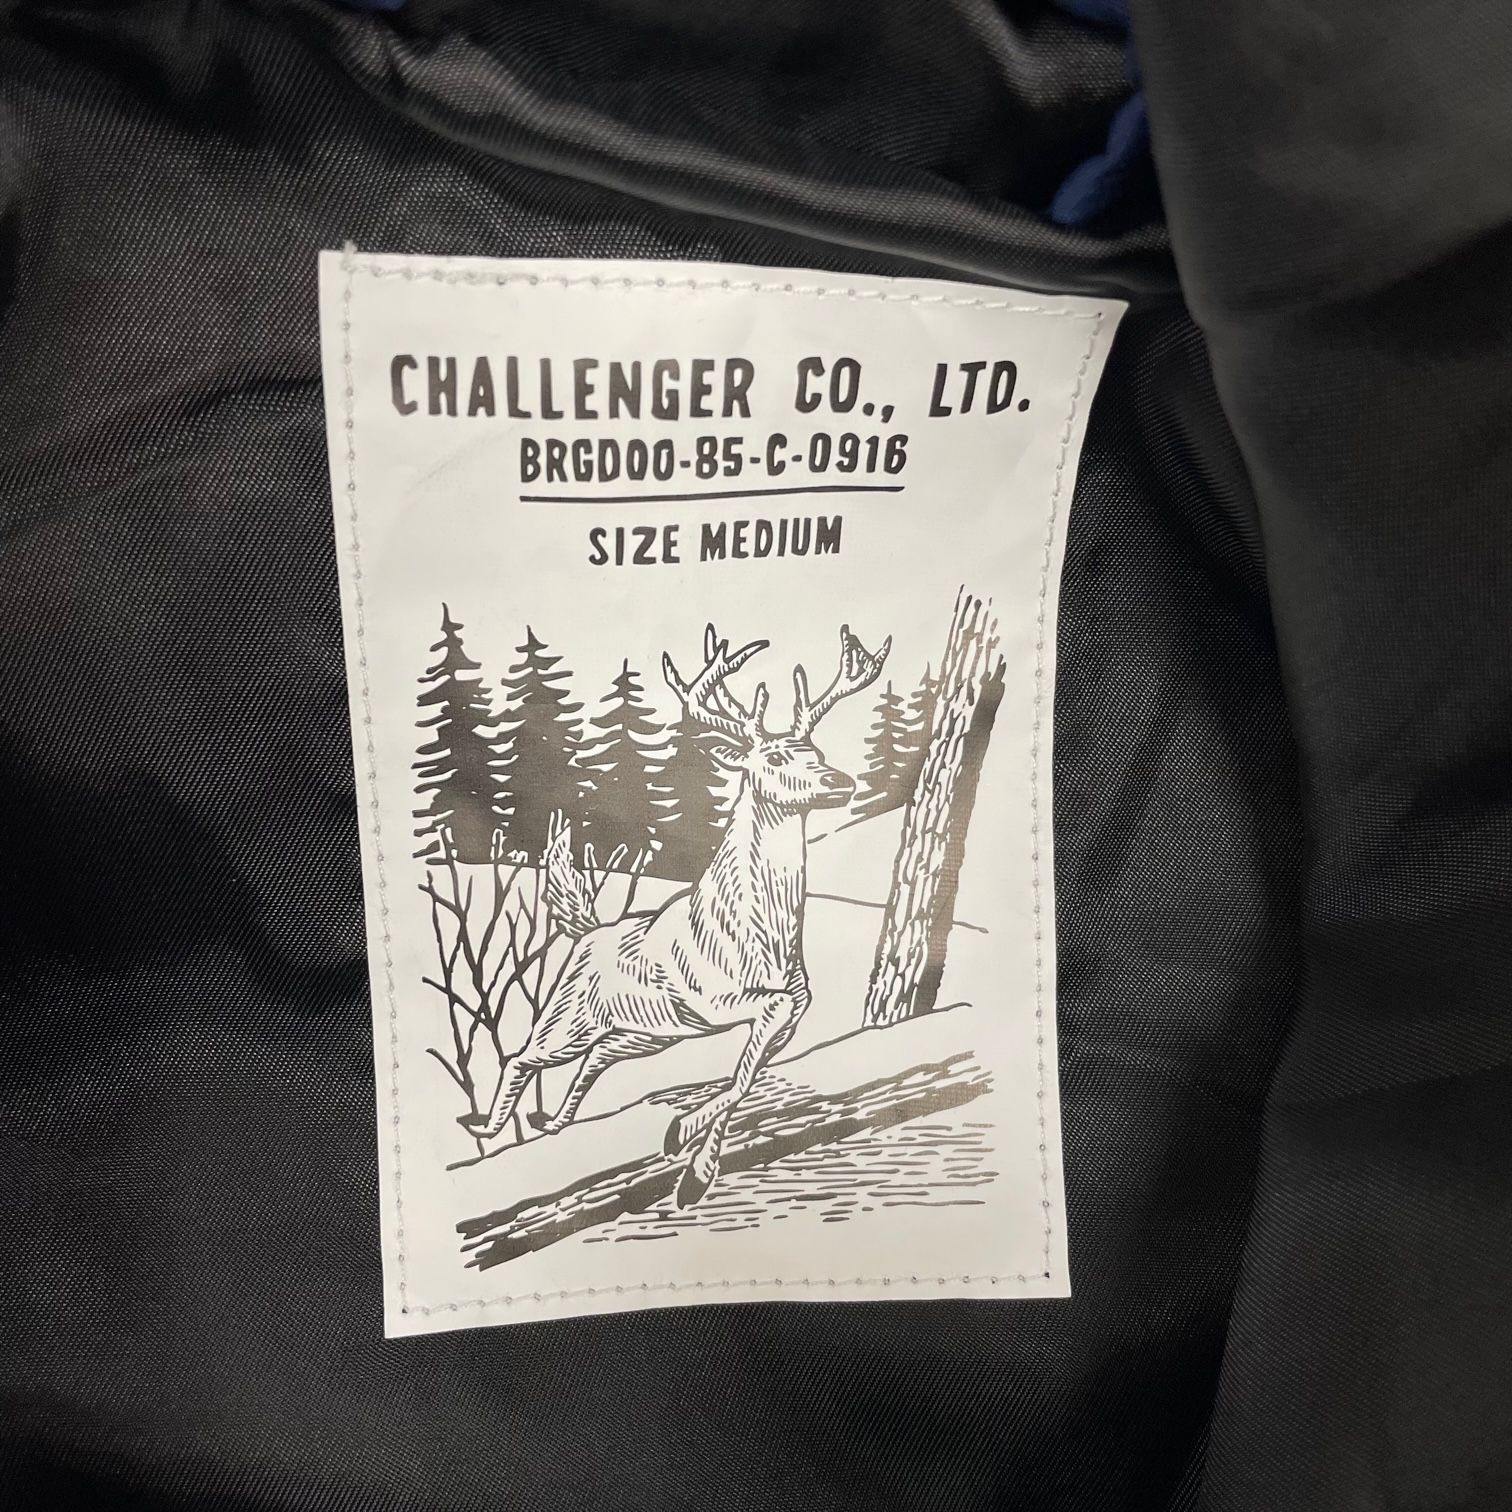 CHALLENGER CO., LTD.
BRGD00-85-C-0916
SIZE MEDIUM